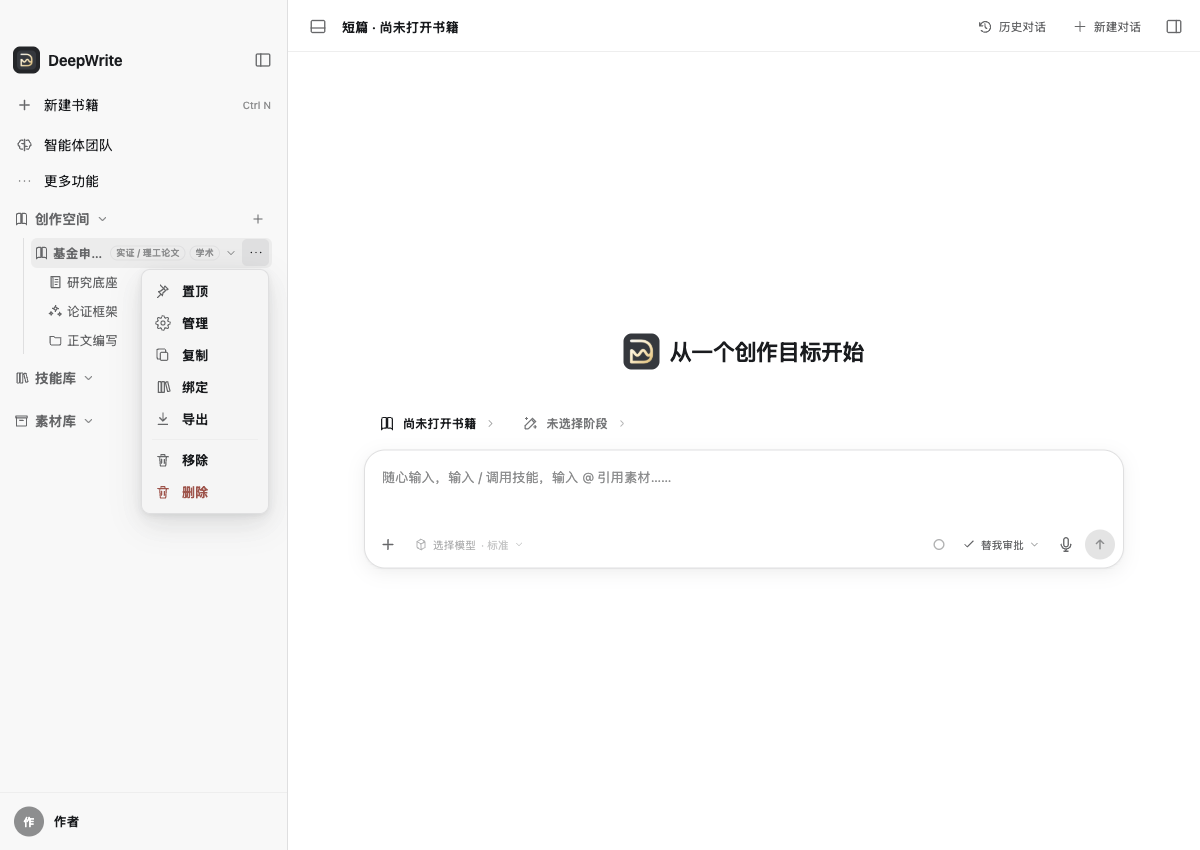 DeepWrite
新建书籍 Ctrl N
智能体团队
更多功能
创作空间
基金申... 实证 / 理工论文 学术
研究底座
论证框架
正文编写
技能库
素材库
置顶
管理
复制
绑定
导出
移除
删除
作 作者
短篇 · 尚未打开书籍
历史对话 新建对话
从一个创作目标开始
尚未打开书籍 未选择阶段
随心输入，输入 / 调用技能，输入 @ 引用素材......
选择模型 · 标准 替我审批